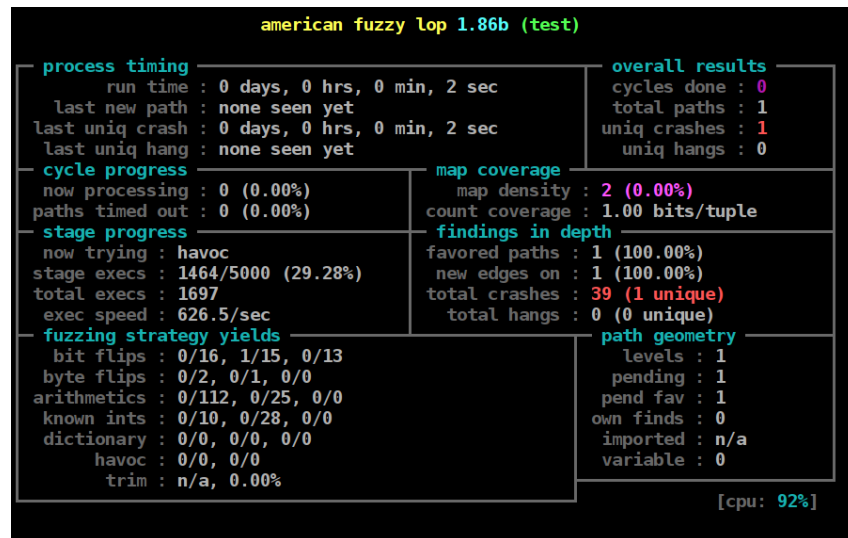 american fuzzy lop 1.86b (test)
process timing
run time : 0 days, 0 hrs, 0 min, 2 sec
last new path : none seen yet
last uniq crash : 0 days, 0 hrs, 0 min, 2 sec
last uniq hang : none seen yet
overall results
cycles done : 0
total paths : 1
uniq crashes : 1
uniq hangs : 0
cycle progress
now processing : 0 (0.00%)
paths timed out : 0 (0.00%)
map coverage
map density : 2 (0.00%)
count coverage : 1.00 bits/tuple
stage progress
now trying : havoc
stage execs : 1464/5000 (29.28%)
total execs : 1697
exec speed : 626.5/sec
findings in depth
favored paths : 1 (100.00%)
new edges on : 1 (100.00%)
total crashes : 39 (1 unique)
total hangs : 0 (0 unique)
fuzzing strategy yields
bit flips : 0/16, 1/15, 0/13
byte flips : 0/2, 0/1, 0/0
arithmetics : 0/112, 0/25, 0/0
known ints : 0/10, 0/28, 0/0
dictionary : 0/0, 0/0, 0/0
havoc : 0/0, 0/0
trim : n/a, 0.00%
path geometry
levels : 1
pending : 1
pend fav : 1
own finds : 0
imported : n/a
variable : 0
[cpu: 92%]